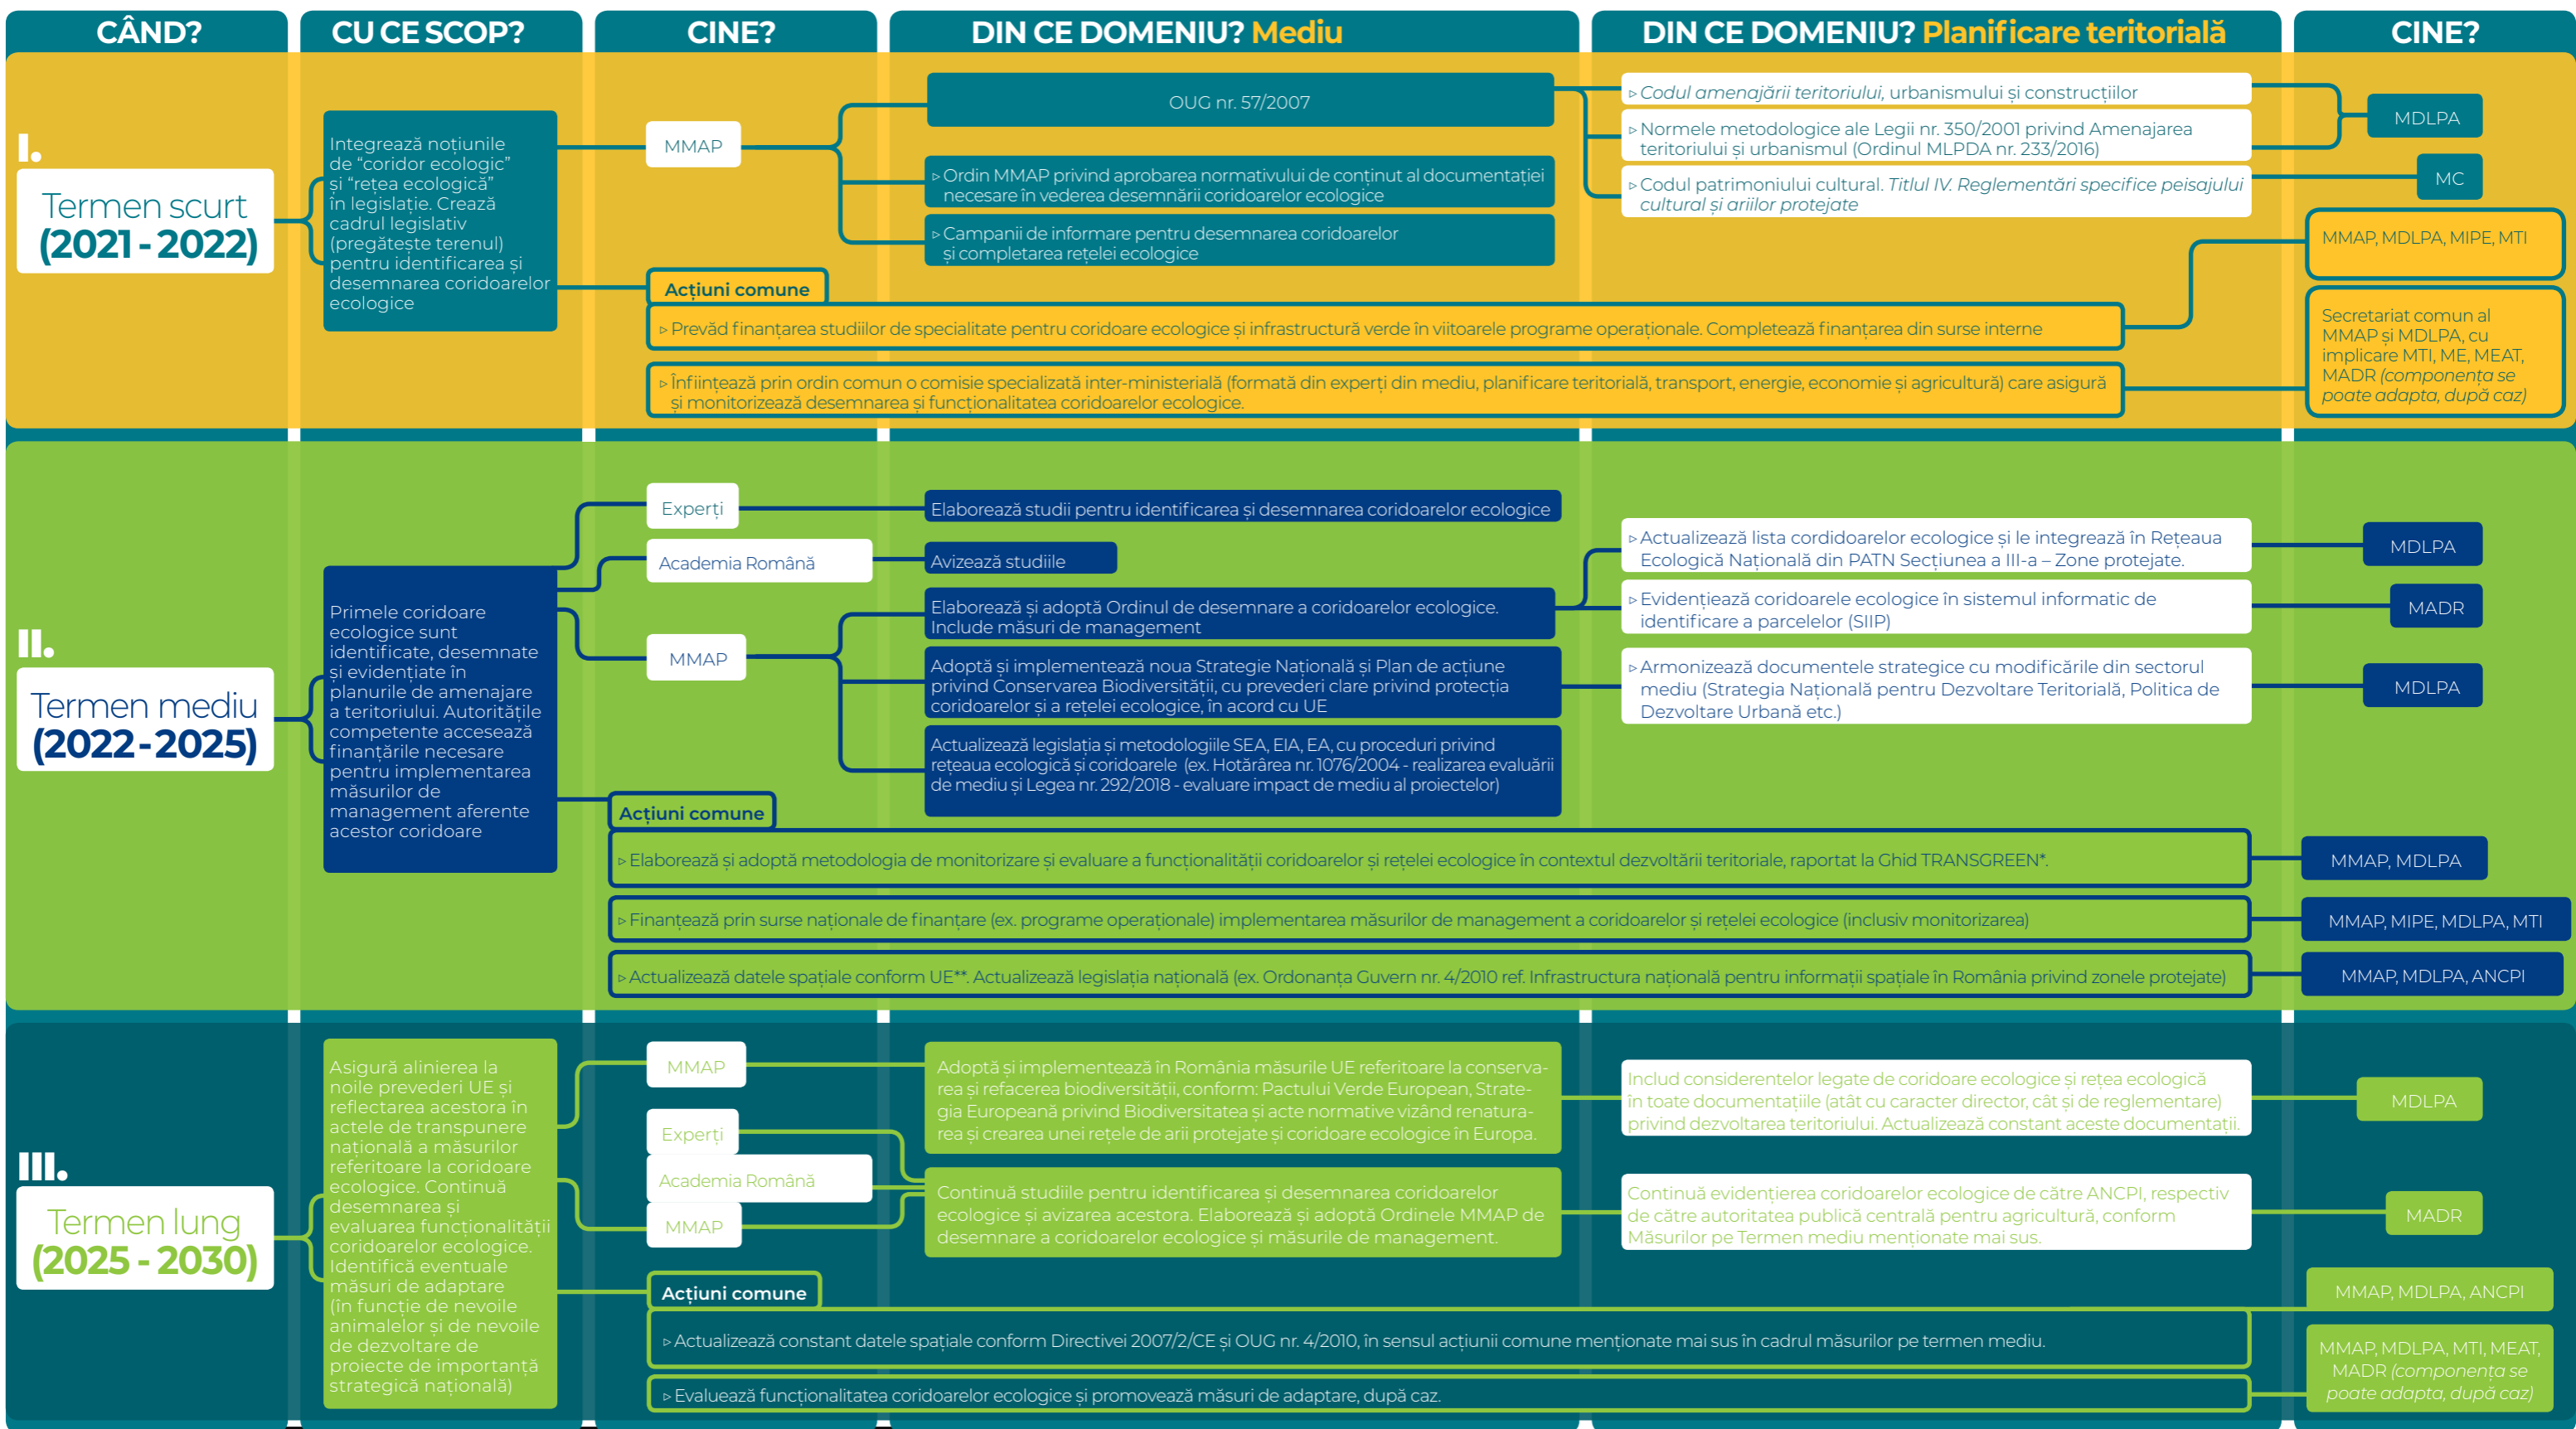 CÂND?
CU CE SCOP?
CINE?
DIN CE DOMENIU? Mediu
DIN CE DOMENIU? Planificare teritorială
CINE?
I.
Termen scurt
(2021 - 2022)
Integrează noțiunile
de “coridor ecologic”
și “rețea ecologică”
în legislație. Crează
cadrul legislativ
(pregătește terenul)
pentru identificarea și
desemnarea coridoarelor
ecologice
MMAP
OUG nr. 57/2007
▹ Ordin MMAP privind aprobarea normativului de conținut al documentației
necesare în vederea desemnării coridoarelor ecologice
▹ Campanii de informare pentru desemnarea coridoarelor
și completarea rețelei ecologice
▹ Codul amenajării teritoriului, urbanismului și construcțiilor
▹ Normele metodologice ale Legii nr. 350/2001 privind Amenajarea
teritoriului și urbanismul (Ordinul MLPDA nr. 233/2016)
▹ Codul patrimoniului cultural. Titlul IV. Reglementări specifice peisajului
cultural și ariilor protejate
MDLPA
MC
Acțiuni comune
▹ Prevăd finanțarea studiilor de specialitate pentru coridoare ecologice și infrastructură verde în viitoarele programe operaționale. Completează finanțarea din surse interne
MMAP, MDLPA, MIPE, MTI
▹ Înființează prin ordin comun o comisie specializată inter-ministerială (formată din experți din mediu, planificare teritorială, transport, energie, economie și agricultură) care asigură
și monitorizează desemnarea și funcționalitatea coridoarelor ecologice.
Secretariat comun al
MMAP și MDLPA, cu
implicare MTI, ME, MEAT,
MADR (componența se
poate adapta, după caz)
II.
Termen mediu
(2022 - 2025)
Primele coridoare
ecologice sunt
identificate, desemnate
și evidențiate în
planurile de amenajare
a teritoriului. Autoritățile
competente accesează
finanțările necesare
pentru implementarea
măsurilor de
management aferente
acestor coridoare
Experți
Elaborează studii pentru identificarea și desemnarea coridoarelor ecologice
Academia Română
Avizează studiile
MMAP
Elaborează și adoptă Ordinul de desemnare a coridoarelor ecologice.
Include măsuri de management
Adoptă și implementează noua Strategie Națională și Plan de acțiune
privind Conservarea Biodiversității, cu prevederi clare privind protecția
coridoarelor și a rețelei ecologice, în acord cu UE
Actualizează legislația și metodologiile SEA, EIA, EA, cu proceduri privind
rețeaua ecologică și coridoarele (ex. Hotărârea nr. 1076/2004 - realizarea evaluării
de mediu și Legea nr. 292/2018 - evaluare impact de mediu al proiectelor)
▹ Actualizează lista cordidoarelor ecologice și le integrează în Rețeaua
Ecologică Națională din PATN Secțiunea a III-a – Zone protejate.
MDLPA
▹ Evidențiează coridoarele ecologice în sistemul informatic de
identificare a parcelelor (SIIP)
MADR
▹ Armonizează documentele strategice cu modificările din sectorul
mediu (Strategia Națională pentru Dezvoltare Teritorială, Politica de
Dezvoltare Urbană etc.)
MDLPA
Acțiuni comune
▹ Elaborează și adoptă metodologia de monitorizare și evaluare a funcționalității coridoarelor și rețelei ecologice în contextul dezvoltării teritoriale, raportat la Ghid TRANSGREEN*.
MMAP, MDLPA
▹ Finanțează prin surse naționale de finanțare (ex. programe operaționale) implementarea măsurilor de management a coridoarelor și rețelei ecologice (inclusiv monitorizarea)
MMAP, MIPE, MDLPA, MTI
▹ Actualizează datele spațiale conform UE**. Actualizează legislația națională (ex. Ordonanța Guvern nr. 4/2010 ref. Infrastructura națională pentru informații spațiale în România privind zonele protejate)
MMAP, MDLPA, ANCPI
III.
Termen lung
(2025 - 2030)
Asigură alinierea la
noile prevederi UE și
reflectarea acestora în
actele de transpunere
națională a măsurilor
referitoare la coridoare
ecologice. Continuă
desemnarea și
evaluarea funcționalității
coridoarelor ecologice.
Identifică eventuale
măsuri de adaptare
(în funcție de nevoile
animalelor și de nevoile
de dezvoltare de
proiecte de importanță
strategică națională)
MMAP
Experți
Academia Română
MMAP
Adoptă și implementează în România măsurile UE referitoare la conserva-
rea și refacerea biodiversității, conform: Pactului Verde European, Strate-
gia Europeană privind Biodiversitatea și acte normative vizând renatura-
rea și crearea unei rețele de arii protejate și coridoare ecologice în Europa.
Continuă studiile pentru identificarea și desemnarea coridoarelor
ecologice și avizarea acestora. Elaborează și adoptă Ordinele MMAP de
desemnare a coridoarelor ecologice și măsurile de management.
Includ considerentelor legate de coridoare ecologice și rețea ecologică
în toate documentațiile (atât cu caracter director, cât și de reglementare)
privind dezvoltarea teritoriului. Actualizează constant aceste documentații.
MDLPA
Continuă evidențierea coridoarelor ecologice de către ANCPI, respectiv
de către autoritatea publică centrală pentru agricultură, conform
Măsurilor pe Termen mediu menționate mai sus.
MADR
Acțiuni comune
▹ Actualizează constant datele spațiale conform Directivei 2007/2/CE și OUG nr. 4/2010, în sensul acțiunii comune menționate mai sus în cadrul măsurilor pe termen mediu.
MMAP, MDLPA, ANCPI
▹ Evaluează funcționalitatea coridoarelor ecologice și promovează măsuri de adaptare, după caz.
MMAP, MDLPA, MTI, MEAT,
MADR (componența se
poate adapta, după caz)